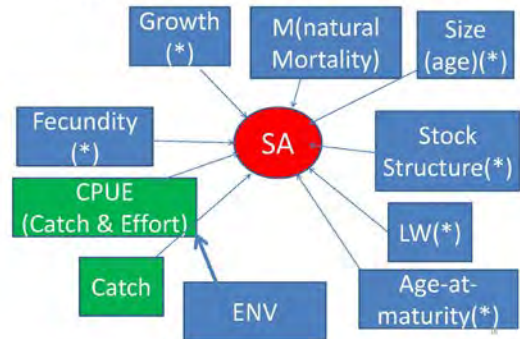 Growth
(*)
M(natural
Mortality)
Size
(age)(*)
Fecundity
(*)
SA
Stock
Structure(*)
CPUE
(Catch & Effort)
LW(*)
Catch
ENV
Age-at-
maturity(*)